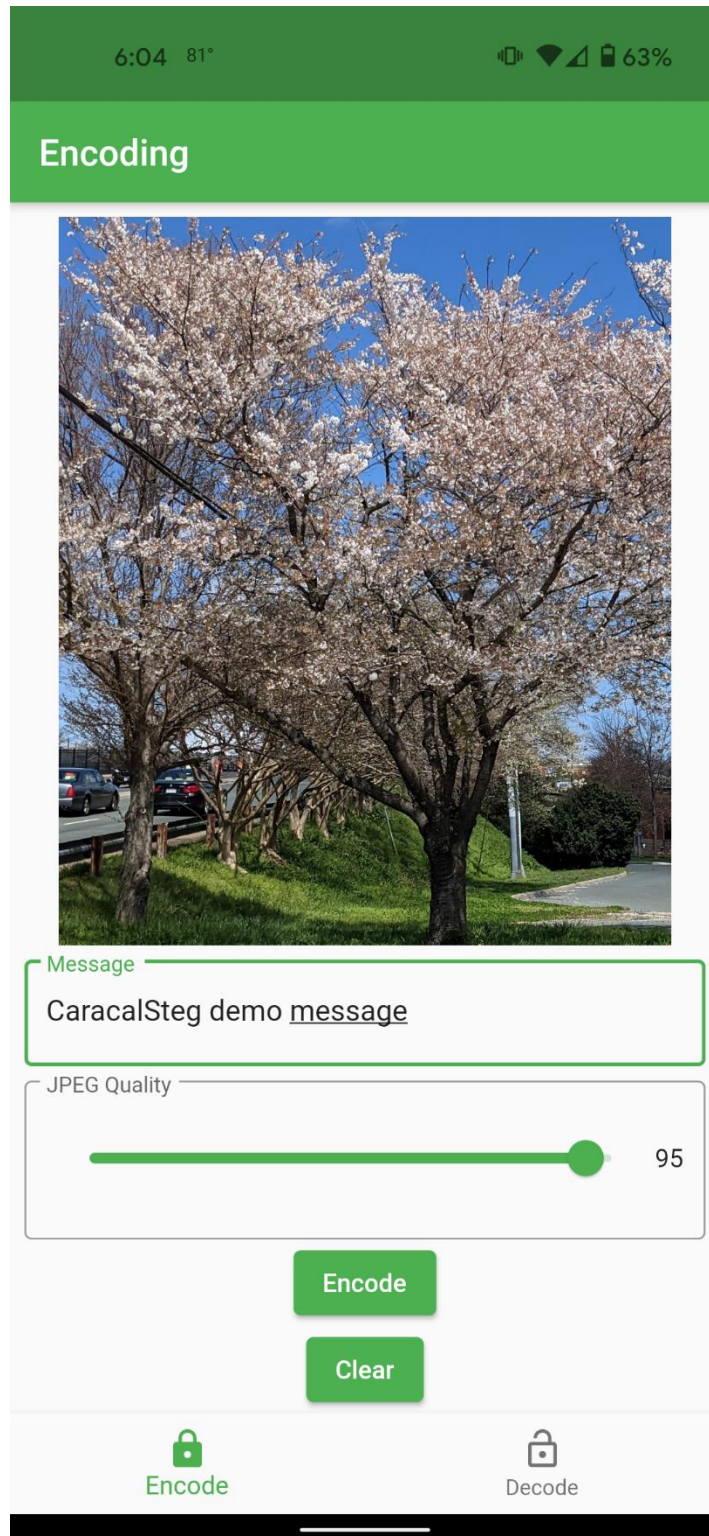 6:04 81° 63%
Encoding
Message
CaracalSteg demo message
JPEG Quality
95
Encode
Clear
Encode Decode